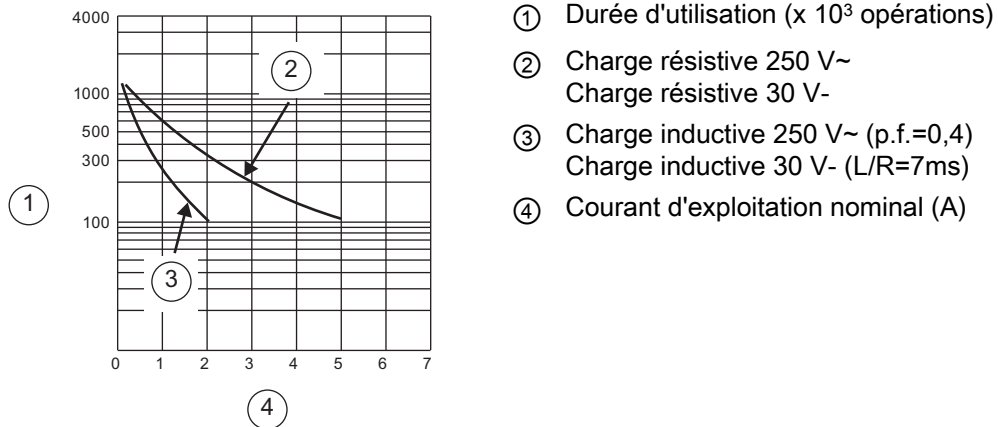 4000
1000
500
300
100
0 1 2 3 4 5 6 7
1
2
3
4
① Durée d'utilisation (x 10³ opérations)
② Charge résistive 250 V~
Charge résistive 30 V-
③ Charge inductive 250 V~ (p.f.=0,4)
Charge inductive 30 V- (L/R=7ms)
④ Courant d'exploitation nominal (A)